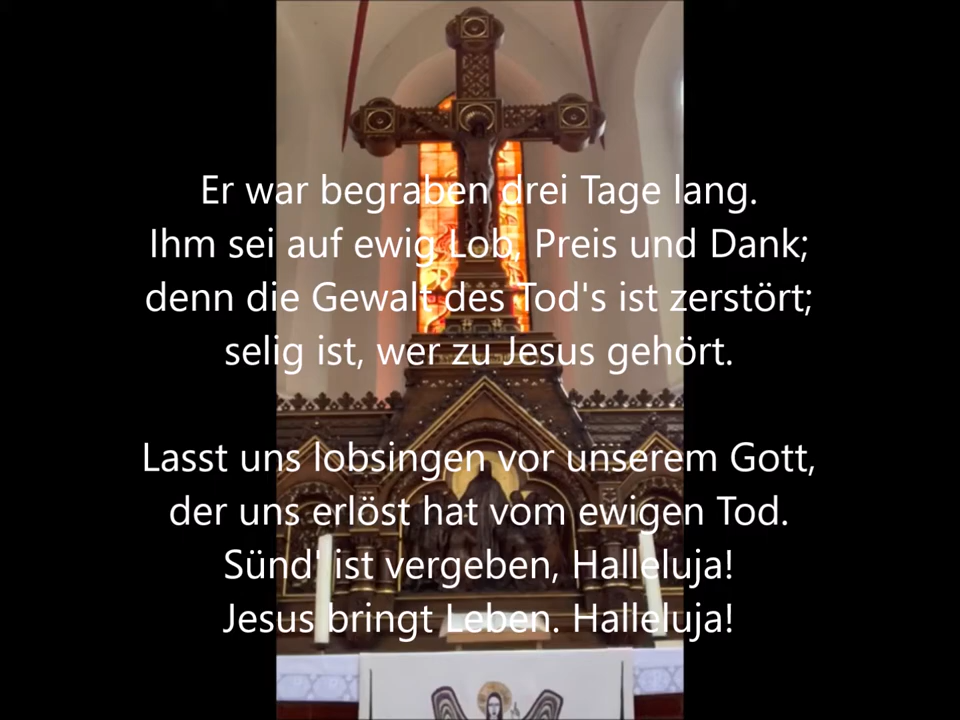 Er war begraben drei Tage lang.
Ihm sei auf ewig Lob, Preis und Dank;
denn die Gewalt des Tod's ist zerstört;
selig ist, wer zu Jesus gehört.
Lasst uns lobsingen vor unserem Gott,
der uns erlöst hat vom ewigen Tod.
Sünd' ist vergeben, Halleluja!
Jesus bringt Leben. Halleluja!